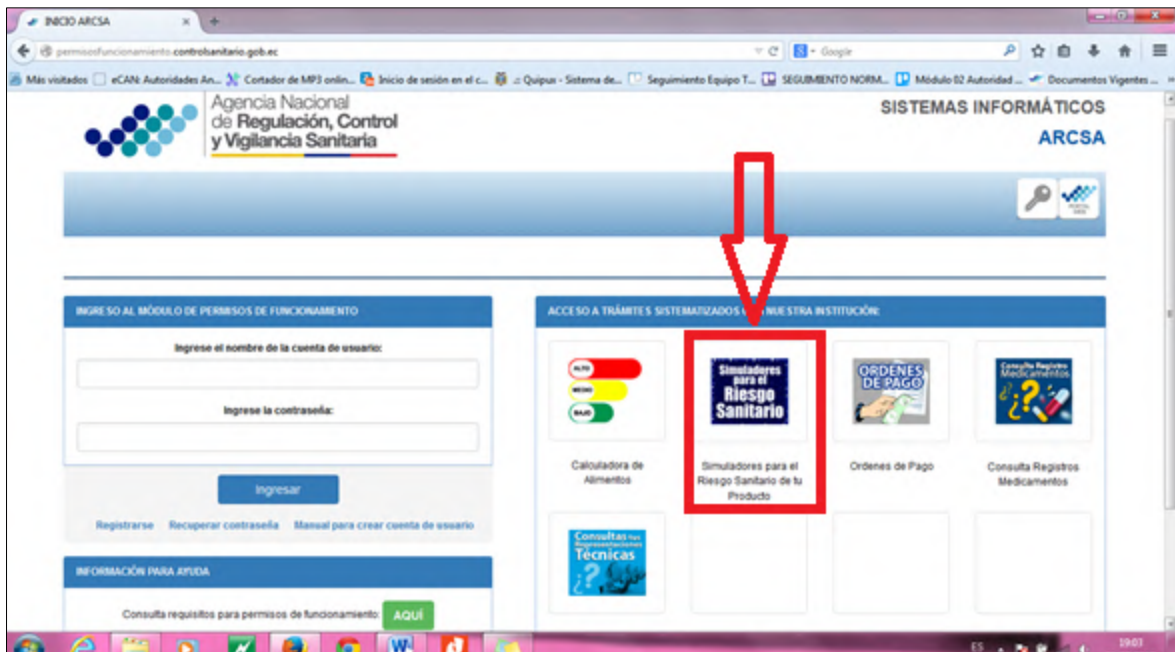 INICIO ARCSA
permisosfuncionamiento.controlsanitario.gob.ec
Google
Más visitados
eCAN: Autoridades An...
Cortador de MP3 onlin...
Inicio de sesión en el c...
.:: Quipux - Sistema de...
Seguimiento Equipo T...
SEGUIMIENTO NORM...
Módulo 02 Autoridad ...
Documentos Vigentes ...
Agencia Nacional
de Regulación, Control
y Vigilancia Sanitaria
SISTEMAS INFORMÁTICOS
ARCSA
INGRESO AL MÓDULO DE PERMISOS DE FUNCIONAMIENTO
Ingrese el nombre de la cuenta de usuario:
Ingrese la contraseña:
Ingresar
Registrarse
Recuperar contraseña
Manual para crear cuenta de usuario
INFORMACIÓN PARA AYUDA
Consulta requisitos para permisos de funcionamiento:
AQUÍ
ACCESO A TRÁMITES SISTEMATIZADOS NUESTRA INSTITUCIÓN:
ALTO
MEDIO
BAJO
Calculadora de
Alimentos
Simuladores
para el
Riesgo
Sanitario
Simuladores para el
Riesgo Sanitario de tu
Producto
ORDENES
DE PAGO
Ordenes de Pago
Consulta Registro
Medicamentos
Consulta Registros
Medicamentos
Consultas
Representaciones
Técnicas
ES
19:03